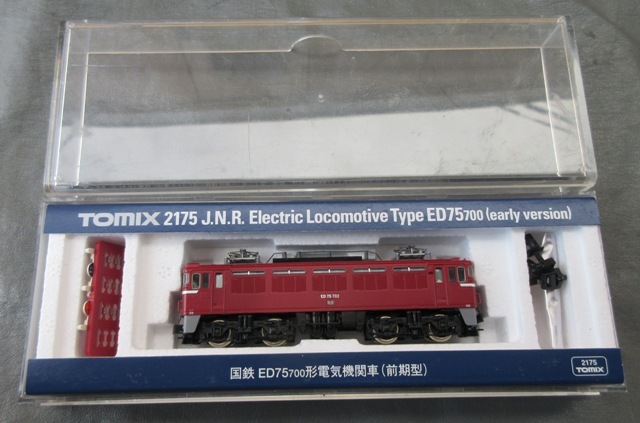 TOMIX 2175 J.N.R. Electric Locomotive Type ED75700 (early version)
国鉄 ED75700形電気機関車(前期型)
2175
TOMIX